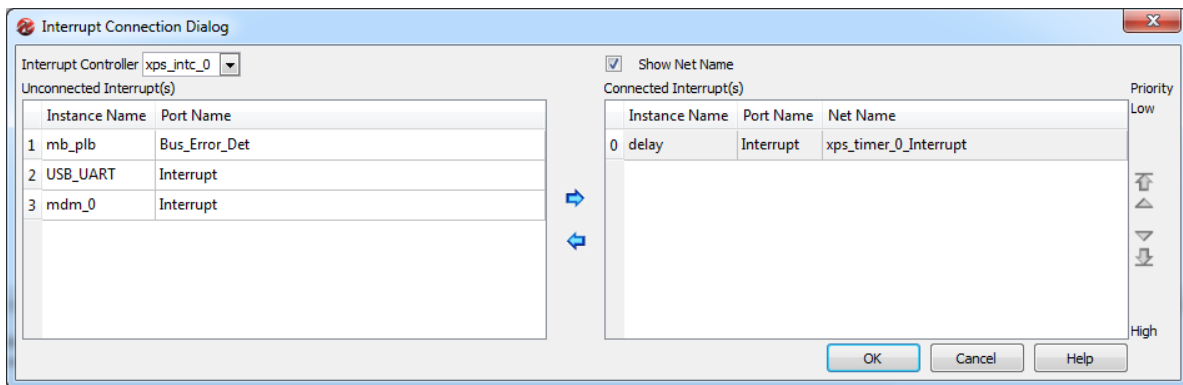 Interrupt Connection Dialog
Interrupt Controller xps_intc_0
Show Net Name
Unconnected Interrupt(s)
Connected Interrupt(s)
Priority
Instance Name Port Name
Instance Name Port Name Net Name
Low
1 mb_plb Bus_Error_Det
0 delay Interrupt xps_timer_0_Interrupt
2 USB_UART Interrupt
3 mdm_0 Interrupt
High
OK Cancel Help